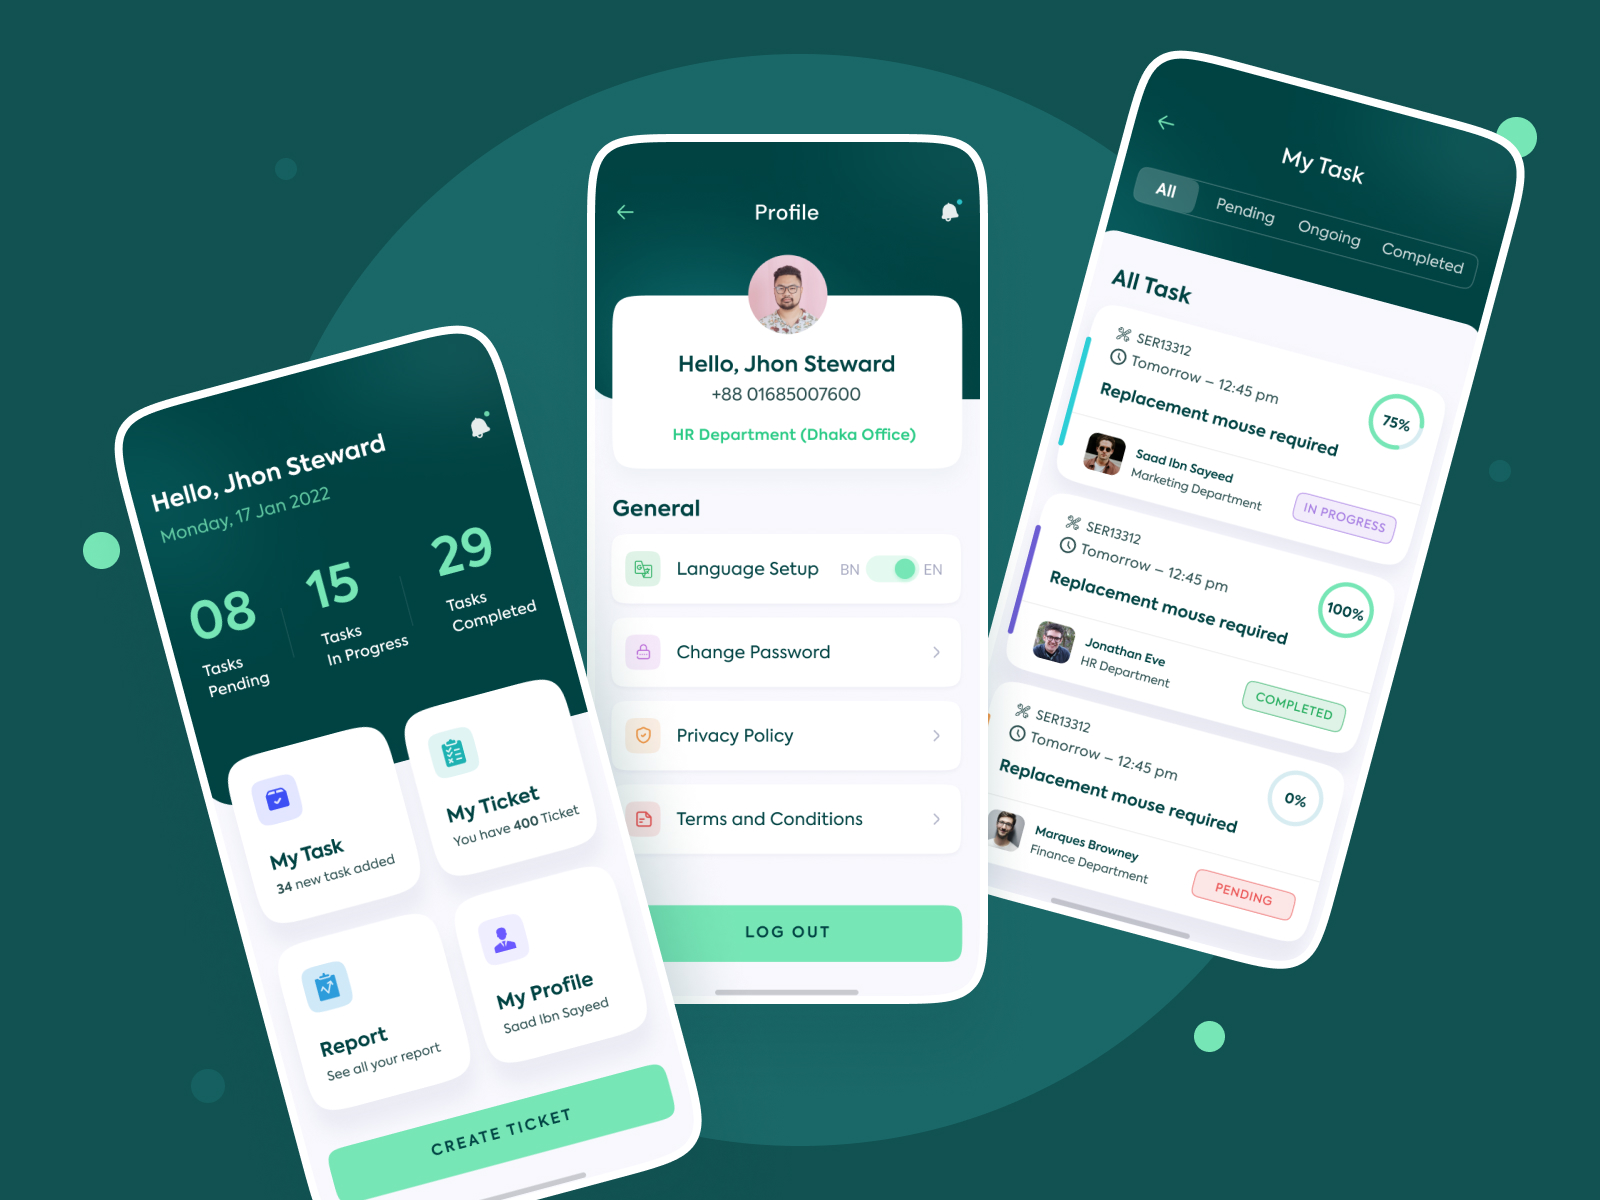 Hello, Jhon Steward
Monday, 17 Jan 2022
08
Tasks
Pending
15
Tasks
In Progress
29
Tasks
Completed
My Task
34 new task added
My Ticket
You have 400 Ticket
Report
See all your report
My Profile
Saad Ibn Sayeed
CREATE TICKET
Profile
Hello, Jhon Steward
+88 01685007600
HR Department (Dhaka Office)
General
Language Setup
BN
EN
Change Password
Privacy Policy
Terms and Conditions
LOG OUT
My Task
All
Pending
Ongoing
Completed
All Task
SER13312
Tomorrow – 12:45 pm
Replacement mouse required
75%
Saad Ibn Sayeed
Marketing Department
IN PROGRESS
SER13312
Tomorrow – 12:45 pm
Replacement mouse required
100%
Jonathan Eve
HR Department
COMPLETED
SER13312
Tomorrow – 12:45 pm
Replacement mouse required
0%
Marques Browney
Finance Department
PENDING